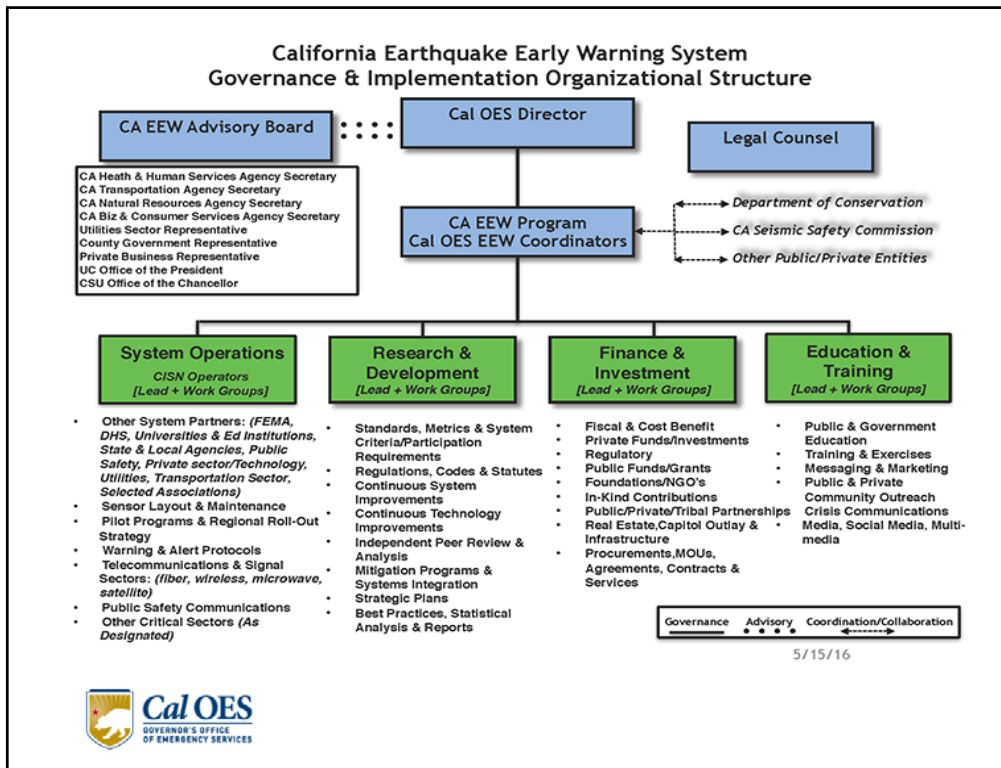 California Earthquake Early Warning System
Governance & Implementation Organizational Structure
CA EEW Advisory Board
Cal OES Director
Legal Counsel
CA Heath & Human Services Agency Secretary
CA Transportation Agency Secretary
CA Natural Resources Agency Secretary
CA Biz & Consumer Services Agency Secretary
Utilities Sector Representative
County Government Representative
Private Business Representative
UC Office of the President
CSU Office of the Chancellor
CA EEW Program
Cal OES EEW Coordinators
Department of Conservation
CA Seismic Safety Commission
Other Public/Private Entities
System Operations
CISN Operators
[Lead + Work Groups]
• Other System Partners: (FEMA,
DHS, Universities & Ed Institutions,
State & Local Agencies, Public
Safety, Private sector/Technology,
Utilities, Transportation Sector,
Selected Associations)
• Sensor Layout & Maintenance
• Pilot Programs & Regional Roll-Out
Strategy
• Warning & Alert Protocols
• Telecommunications & Signal
Sectors: (fiber, wireless, microwave,
satellite)
• Public Safety Communications
• Other Critical Sectors (As
Designated)
Research &
Development
[Lead + Work Groups]
• Standards, Metrics & System
Criteria/Participation
Requirements
• Regulations, Codes & Statutes
• Continuous System
Improvements
• Continuous Technology
Improvements
• Independent Peer Review &
Analysis
• Mitigation Programs &
Systems Integration
• Strategic Plans
• Best Practices, Statistical
Analysis & Reports
Finance &
Investment
[Lead + Work Groups]
• Fiscal & Cost Benefit
• Private Funds/Investments
• Regulatory
• Public Funds/Grants
• Foundations/NGO's
• In-Kind Contributions
• Public/Private/Tribal Partnerships
• Real Estate,Capitol Outlay &
Infrastructure
• Procurements,MOUs,
Agreements, Contracts &
Services
Education &
Training
[Lead + Work Groups]
• Public & Government
Education
• Training & Exercises
• Messaging & Marketing
• Public & Private
Community Outreach
• Crisis Communications
• Media, Social Media, Multi-
media
Governance Advisory Coordination/Collaboration
5/15/16
Cal OES
GOVERNOR'S OFFICE
OF EMERGENCY SERVICES